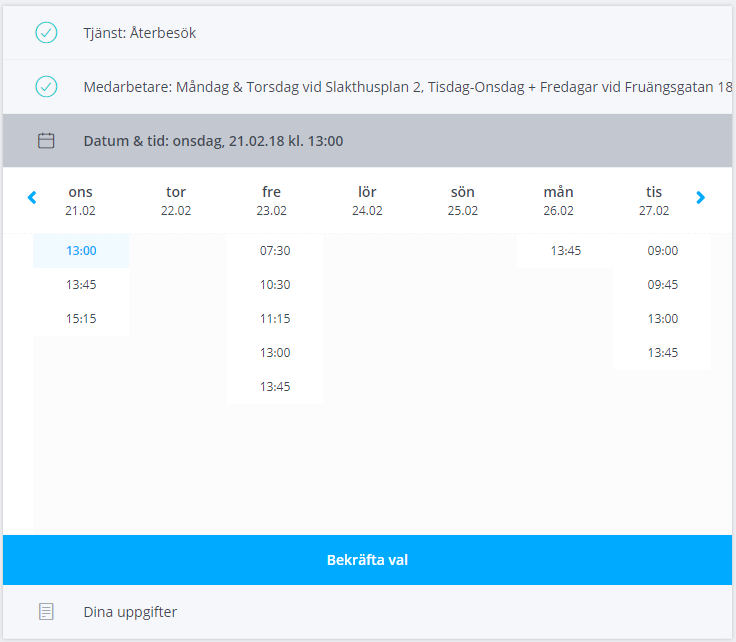 Tjänst: Återbesök
Medarbetare: Måndag & Torsdag vid Slakthusplan 2, Tisdag-Onsdag + Fredagar vid Fruängsgatan 18
Datum & tid: onsdag, 21.02.18 kl. 13:00
ons tor fre lör sön mån tis
21.02 22.02 23.02 24.02 25.02 26.02 27.02
13:00 07:30 13:45 09:00
13:45 10:30 09:45
15:15 11:15 13:00
13:00 13:45
13:45
Bekräfta val
Dina uppgifter